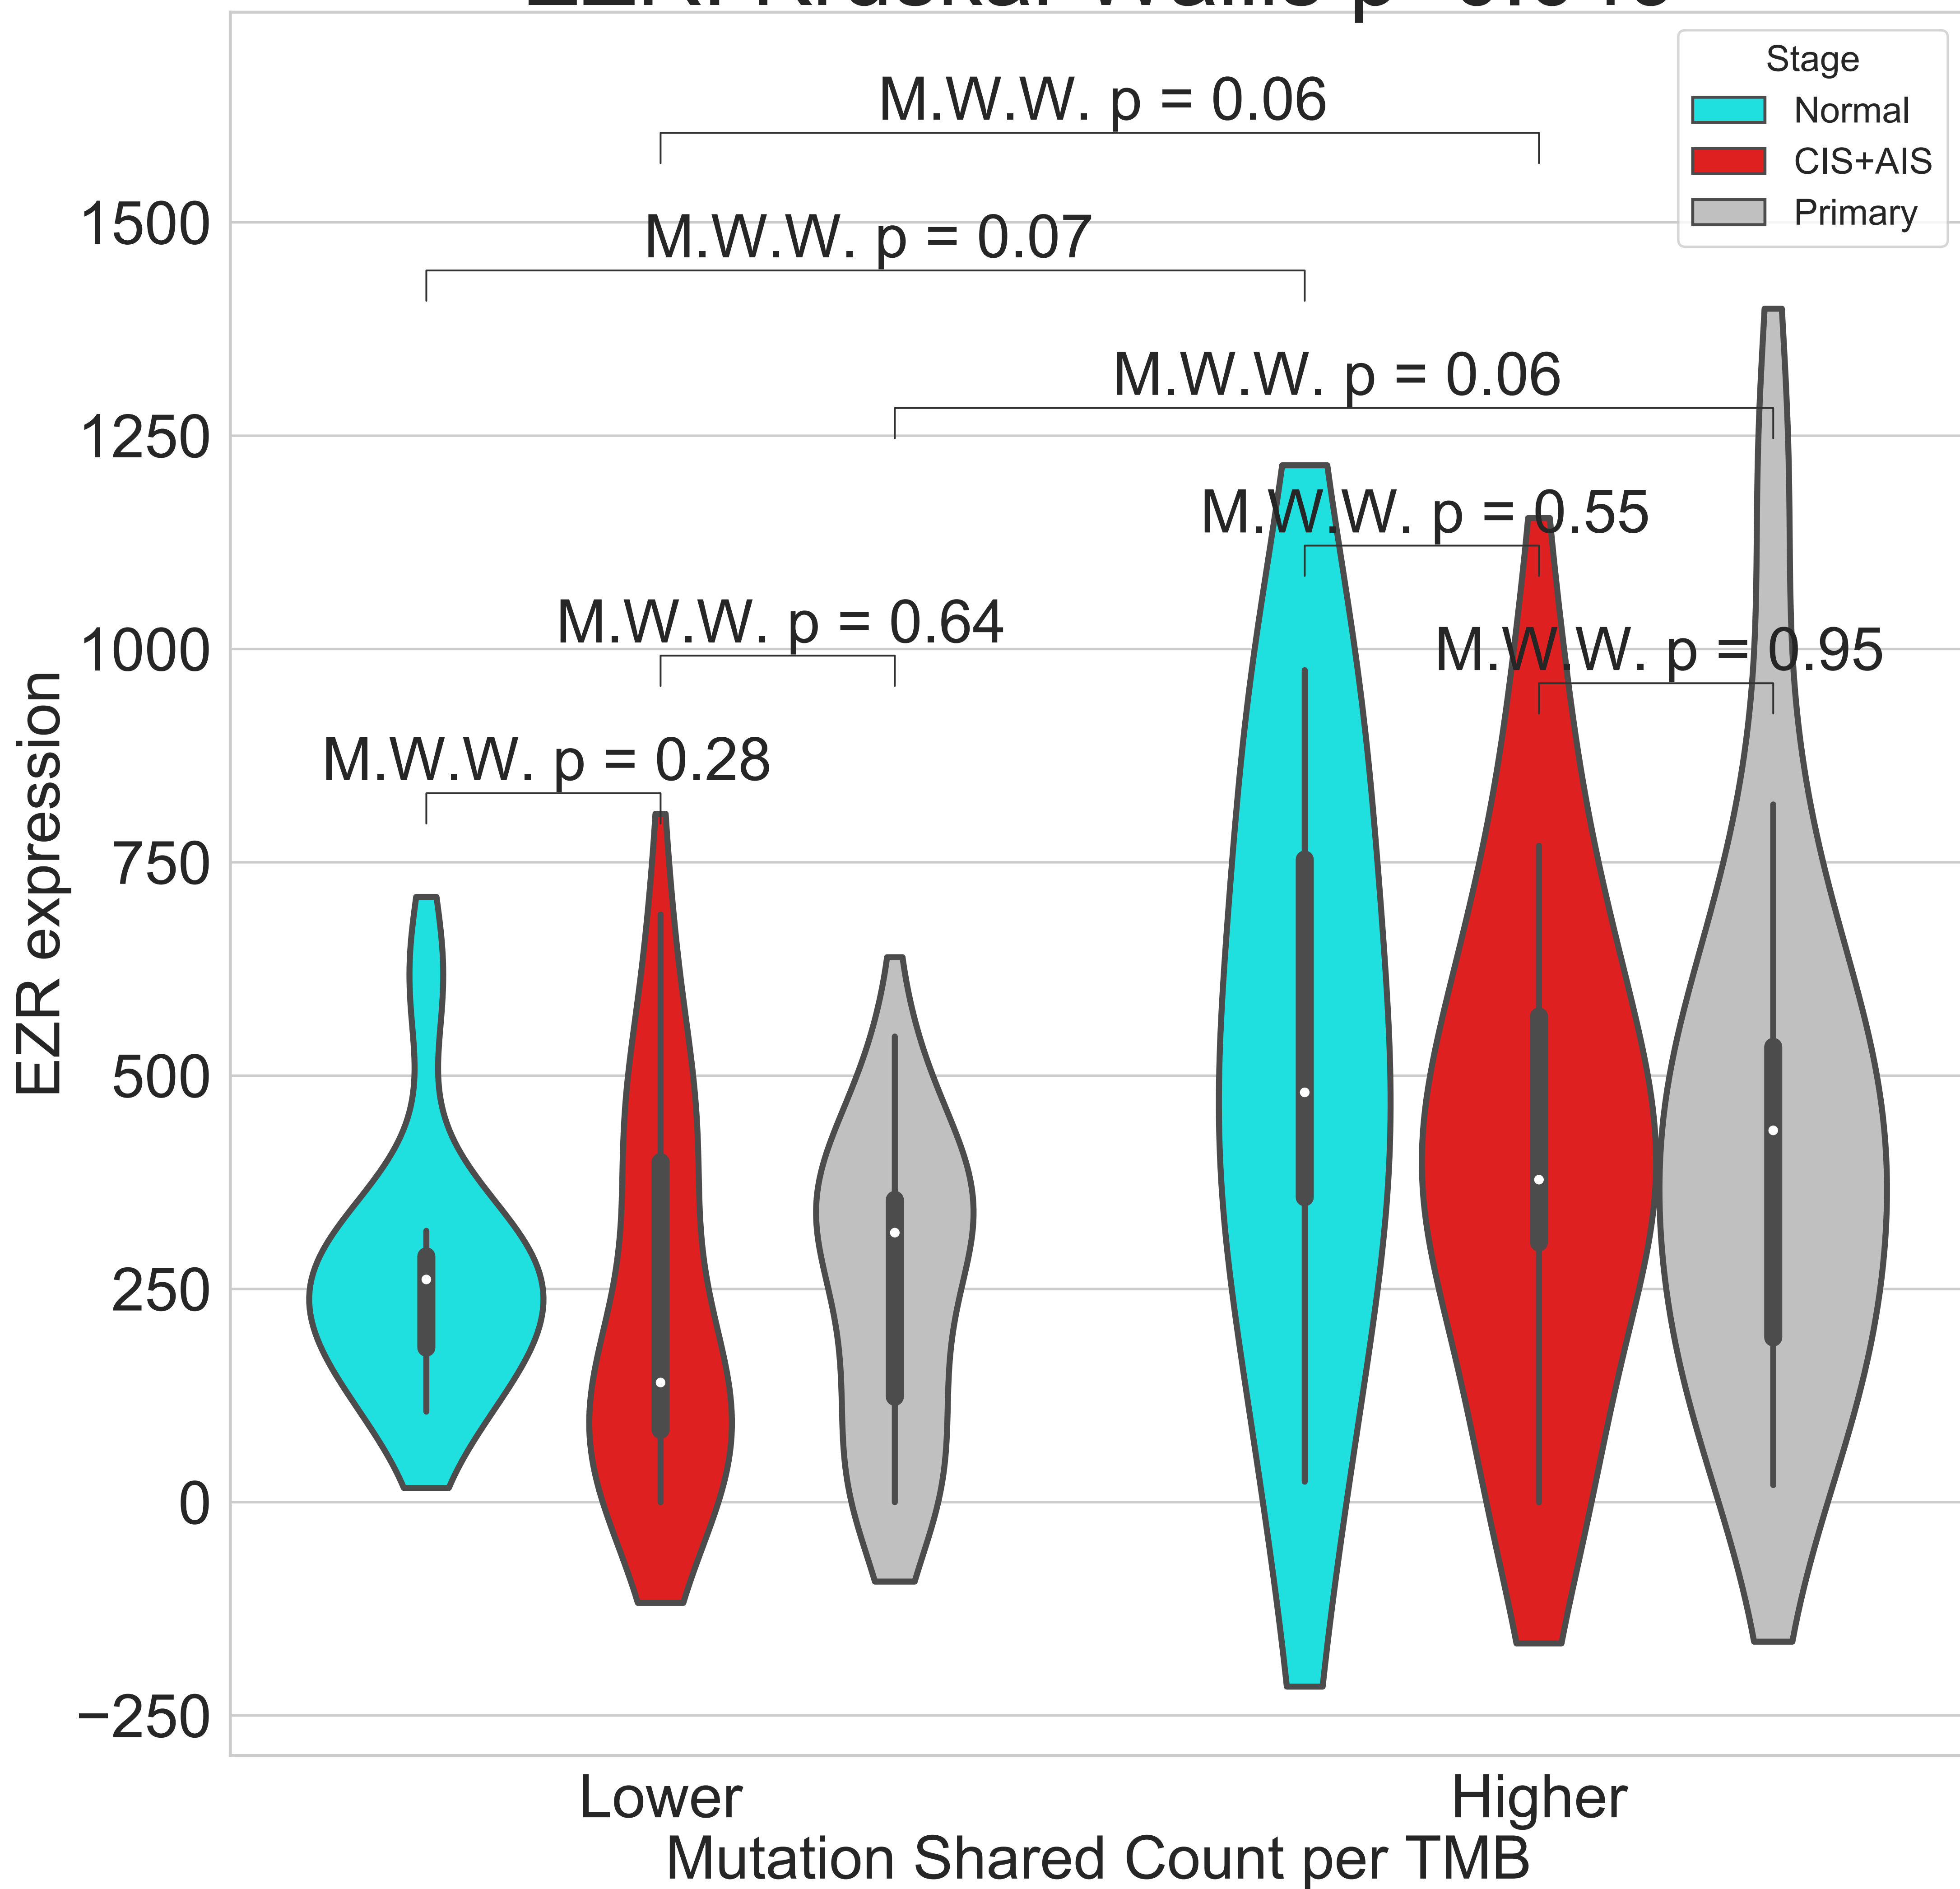 Stage
Normal
CIS+AIS
Primary
M.W.W. p = 0.06
M.W.W. p = 0.07
M.W.W. p = 0.06
M.W.W. p = 0.55
M.W.W. p = 0.64
M.W.W. p = 0.95
M.W.W. p = 0.28
1500
1250
1000
750
500
250
0
−250
EZR expression
Lower
Higher
Mutation Shared Count per TMB